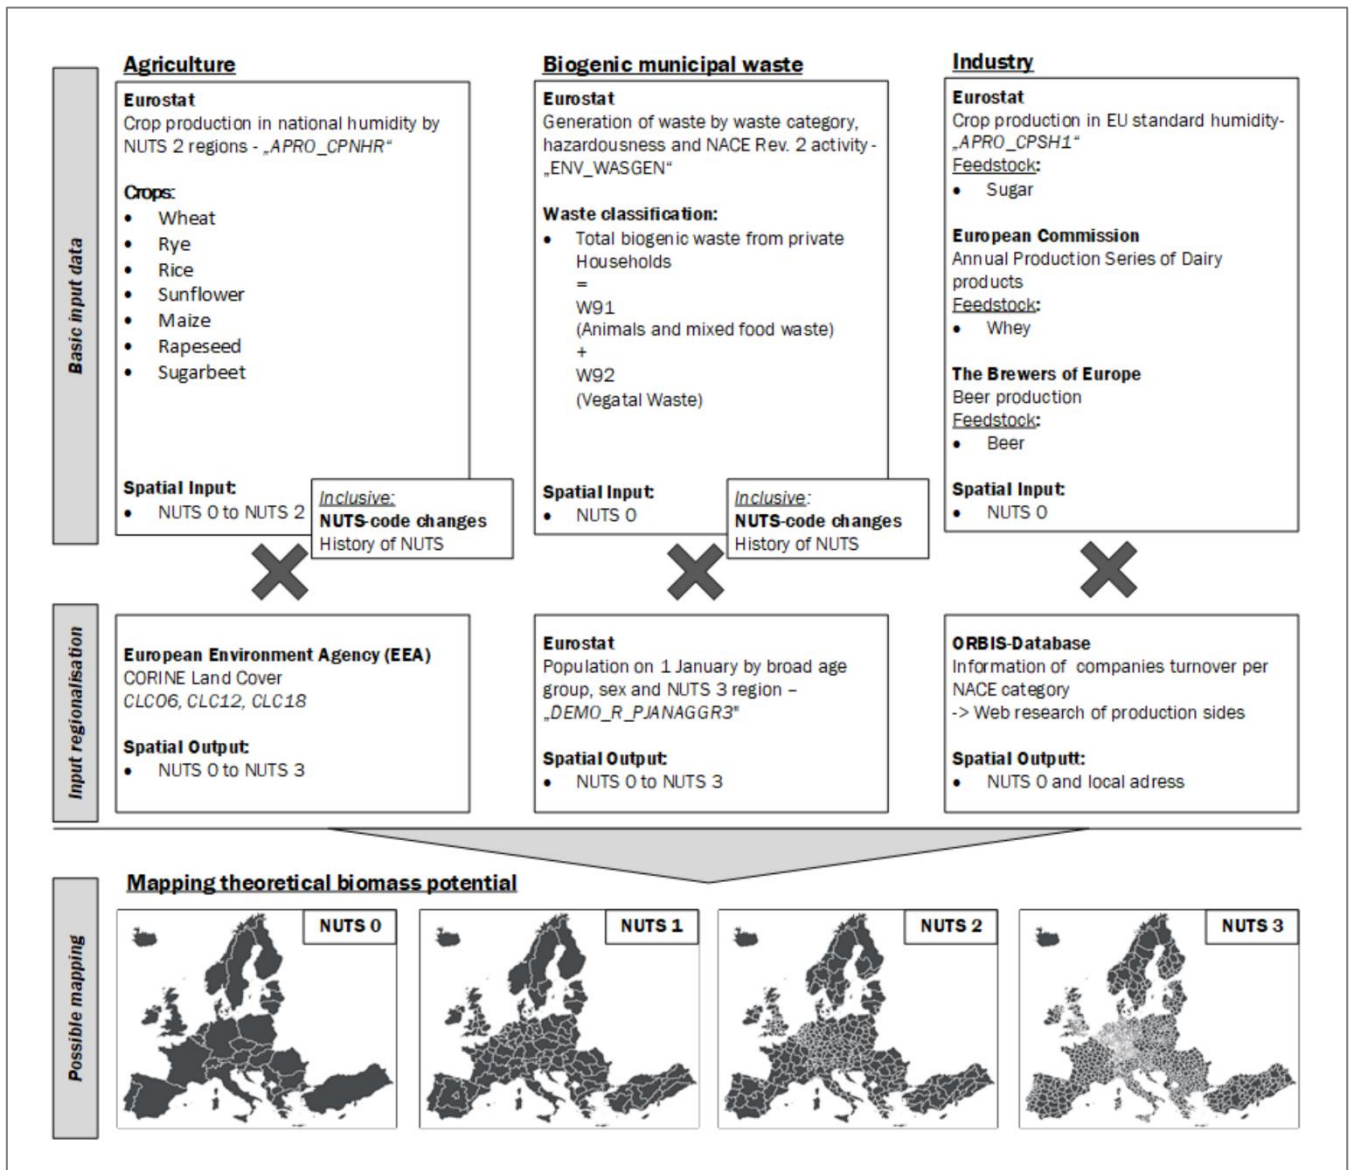 Basic input data
Agriculture
Eurostat
Crop production in national humidity by
NUTS 2 regions - „APRO_CPNHR“
Crops:
• Wheat
• Rye
• Rice
• Sunflower
• Maize
• Rapeseed
• Sugarbeet
Spatial Input:
• NUTS 0 to NUTS 2
Inclusive:
NUTS-code changes
History of NUTS
Biogenic municipal waste
Eurostat
Generation of waste by waste category,
hazardousness and NACE Rev. 2 activity -
„ENV_WASGEN“
Waste classification:
• Total biogenic waste from private
Households
=
W91
(Animals and mixed food waste)
+
W92
(Vegatal Waste)
Spatial Input:
• NUTS 0
Inclusive:
NUTS-code changes
History of NUTS
Industry
Eurostat
Crop production in EU standard humidity-
„APRO_CPSH1“
Feedstock:
• Sugar
European Commission
Annual Production Series of Dairy
products
Feedstock:
• Whey
The Brewers of Europe
Beer production
Feedstock:
• Beer
Spatial Input:
• NUTS 0
Input regionalisation
European Environment Agency (EEA)
CORINE Land Cover
CLC06, CLC12, CLC18
Spatial Output:
• NUTS 0 to NUTS 3
Eurostat
Population on 1 January by broad age
group, sex and NUTS 3 region –
„DEMO_R_PJANAGGR3“
Spatial Output:
• NUTS 0 to NUTS 3
ORBIS-Database
Information of companies turnover per
NACE category
-> Web research of production sides
Spatial Outputt:
• NUTS 0 and local adress
Possible mapping
Mapping theoretical biomass potential
NUTS 0
NUTS 1
NUTS 2
NUTS 3